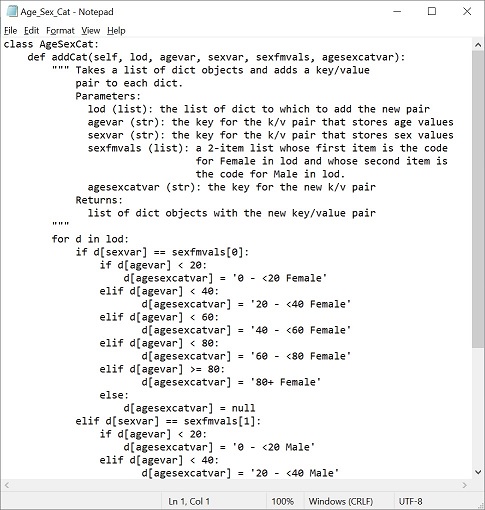 Age_Sex_Cat - Notepad
File Edit Format View Help
class AgeSexCat:
    def addCat(self, lod, agevar, sexvar, sexfmvals, agesexcatvar):
        """ Takes a list of dict objects and adds a key/value
            pair to each dict.
            Parameters:
              lod (list): the list of dict to which to add the new pair
              agevar (str): the key for the k/v pair that stores age values
              sexvar (str): the key for the k/v pair that stores sex values
              sexfmvals (list): a 2-item list whose first item is the code
                                for Female in lod and whose second item is
                                the code for Male in lod.
              agesexcatvar (str): the key for the new k/v pair
            Returns:
              list of dict objects with the new key/value pair
        """
        for d in lod:
            if d[sexvar] == sexfmvals[0]:
                if d[agevar] < 20:
                    d[agesexcatvar] = '0 - <20 Female'
                elif d[agevar] < 40:
                       d[agesexcatvar] = '20 - <40 Female'
                elif d[agevar] < 60:
                       d[agesexcatvar] = '40 - <60 Female'
                elif d[agevar] < 80:
                       d[agesexcatvar] = '60 - <80 Female'
                elif d[agevar] >= 80:
                       d[agesexcatvar] = '80+ Female'
                else:
                    d[agesexcatvar] = null
            elif d[sexvar] == sexfmvals[1]:
                if d[agevar] < 20:
                    d[agesexcatvar] = '0 - <20 Male'
                elif d[agevar] < 40:
                       d[agesexcatvar] = '20 - <40 Male'
Ln 1, Col 1 100% Windows (CRLF) UTF-8